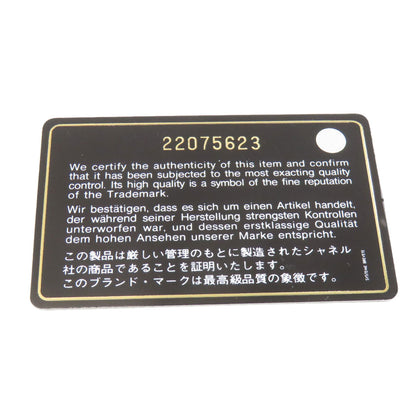 22075623
We certify the authenticity of this item and confirm
that it has been subjected to the most exacting quality
control. Its high quality is a symbol of the fine reputation
of the Trademark.
Wir bestätigen, dass es sich um einen Artikel handelt,
der während seiner Herstellung strengsten Kontrollen
unterworfen war, und dessen erstklassige Qualität
dem hohen Ansehen unserer Marke entspricht.
この製品は厳しい管理のもとに製造されたシャネル
社の商品であることを証明いたします。
このブランド・マークは最高級品質の象徴です。